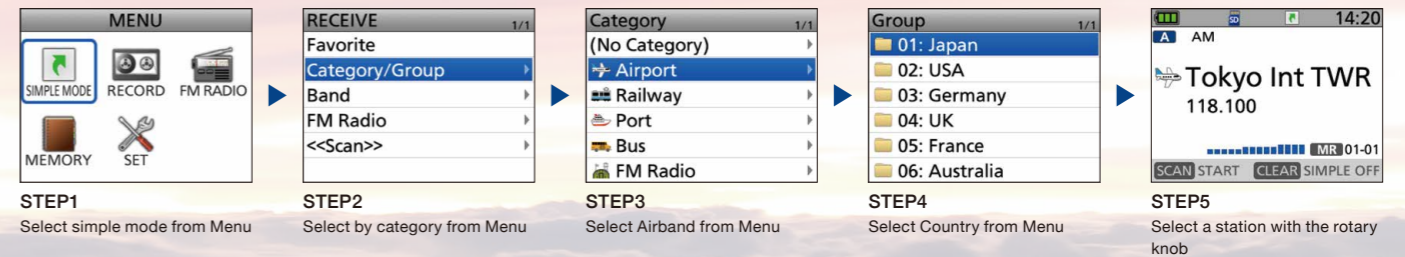 MENU
SIMPLE MODE
RECORD
FM RADIO
MEMORY
SET
STEP1
Select simple mode from Menu
RECEIVE 1/1
Favorite
Category/Group
Band
FM Radio
<<Scan>>
STEP2
Select by category from Menu
Category 1/1
(No Category)
Airport
Railway
Port
Bus
FM Radio
STEP3
Select Airband from Menu
Group 1/1
01: Japan
02: USA
03: Germany
04: UK
05: France
06: Australia
STEP4
Select Country from Menu
SD 14:20
A AM
Tokyo Int TWR
118.100
MR 01-01
SCAN START CLEAR SIMPLE OFF
STEP5
Select a station with the rotary
knob